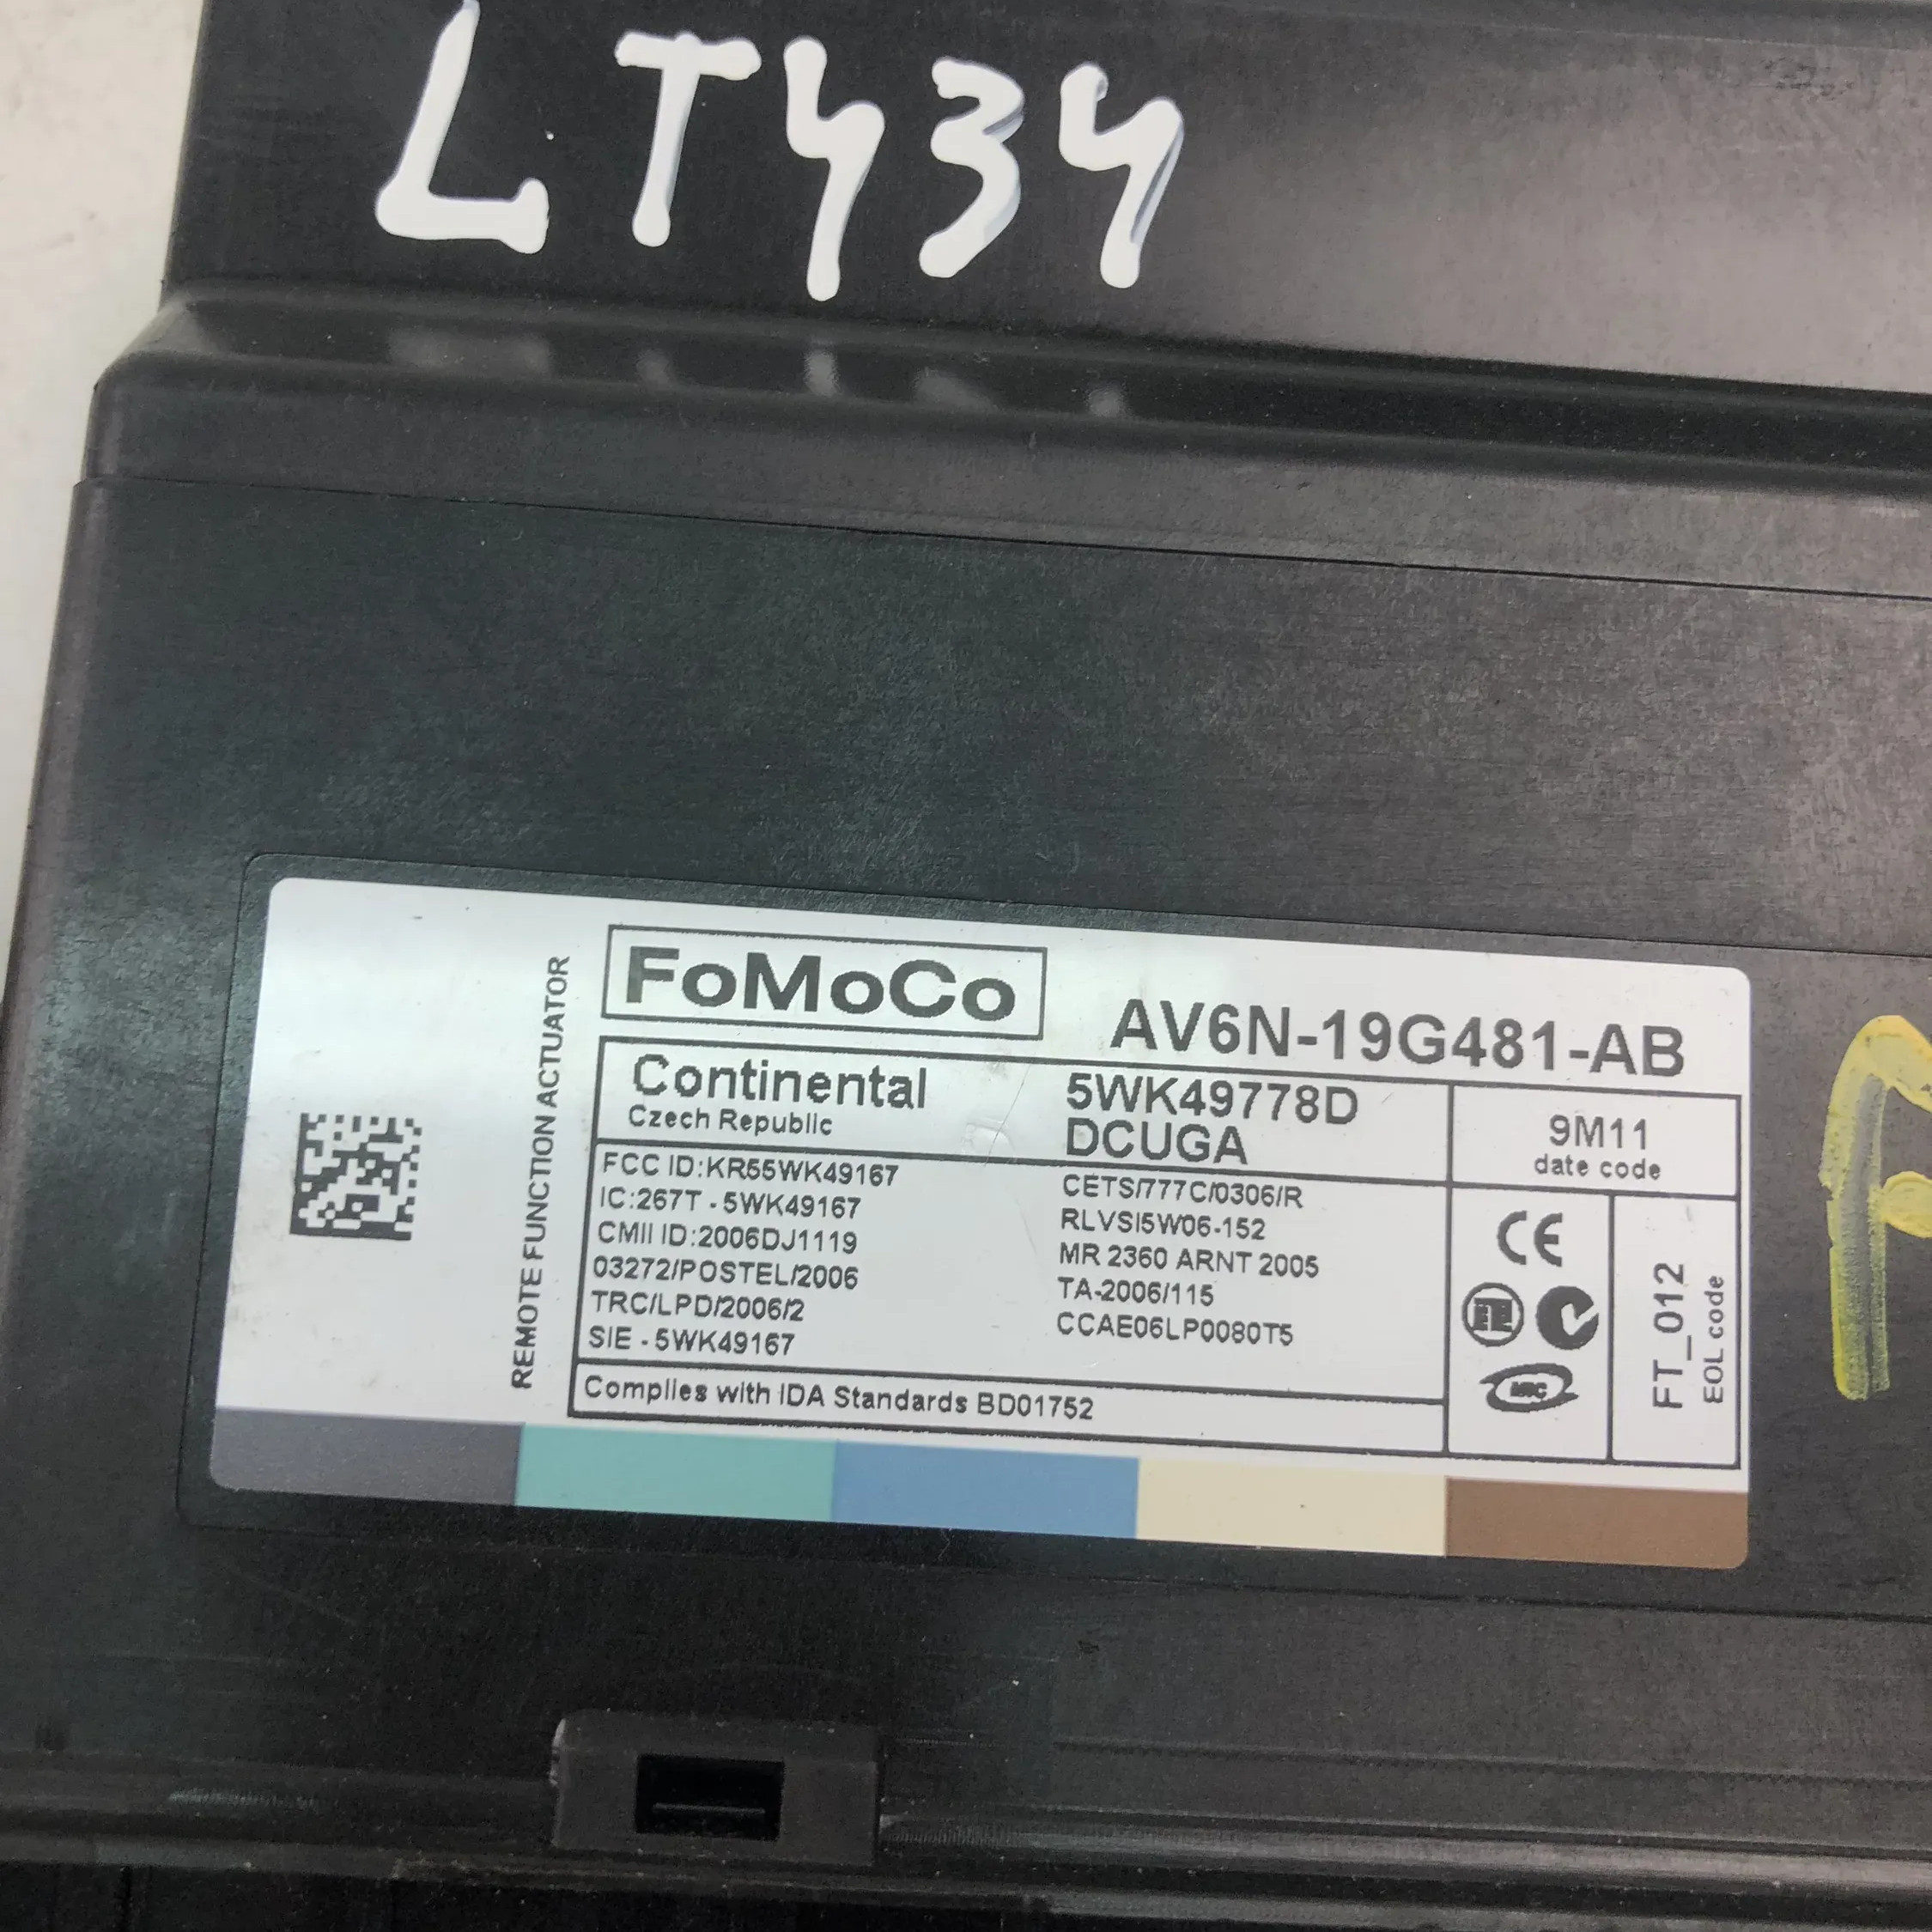 LT434
FoMoCo
AV6N-19G481-AB
REMOTE FUNCTION ACTUATOR
Continental
Czech Republic
5WK49778D
DCUGA
9M11
date code
FCC ID:KR55WK49167
IC:267T - 5WK49167
CMII ID:2006DJ1119
03272/POSTEL/2006
TRC/LPD/2006/2
SIE - 5WK49167
CETS/777C/0306/R
RLVSI5W06-152
MR 2360 ARNT 2005
TA-2006/115
CCAE06LP0080T5
Complies with IDA Standards BD01752
CE
MIC
FT_012
EOL code